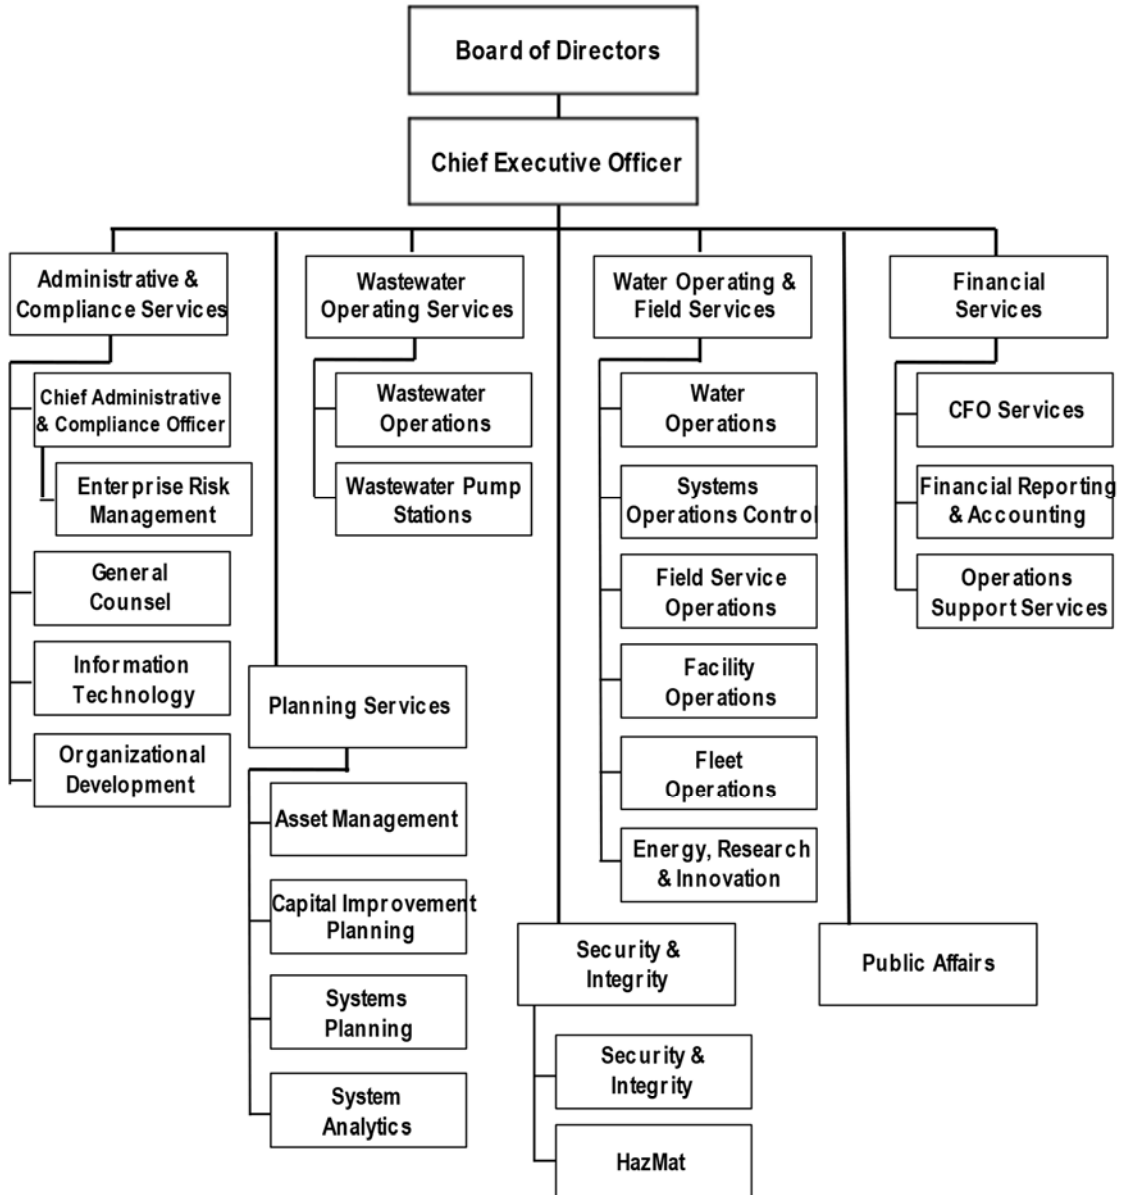 Board of Directors
Chief Executive Officer
Administrative &
Compliance Services
Chief Administrative
& Compliance Officer
Enterprise Risk
Management
General
Counsel
Information
Technology
Organizational
Development
Planning Services
Asset Management
Capital Improvement
Planning
Systems
Planning
System
Analytics
Wastewater
Operating Services
Wastewater
Operations
Wastewater Pump
Stations
Security &
Integrity
Security &
Integrity
HazMat
Water Operating &
Field Services
Water
Operations
Systems
Operations Control
Field Service
Operations
Facility
Operations
Fleet
Operations
Energy, Research
& Innovation
Public Affairs
Financial
Services
CFO Services
Financial Reporting
& Accounting
Operations
Support Services